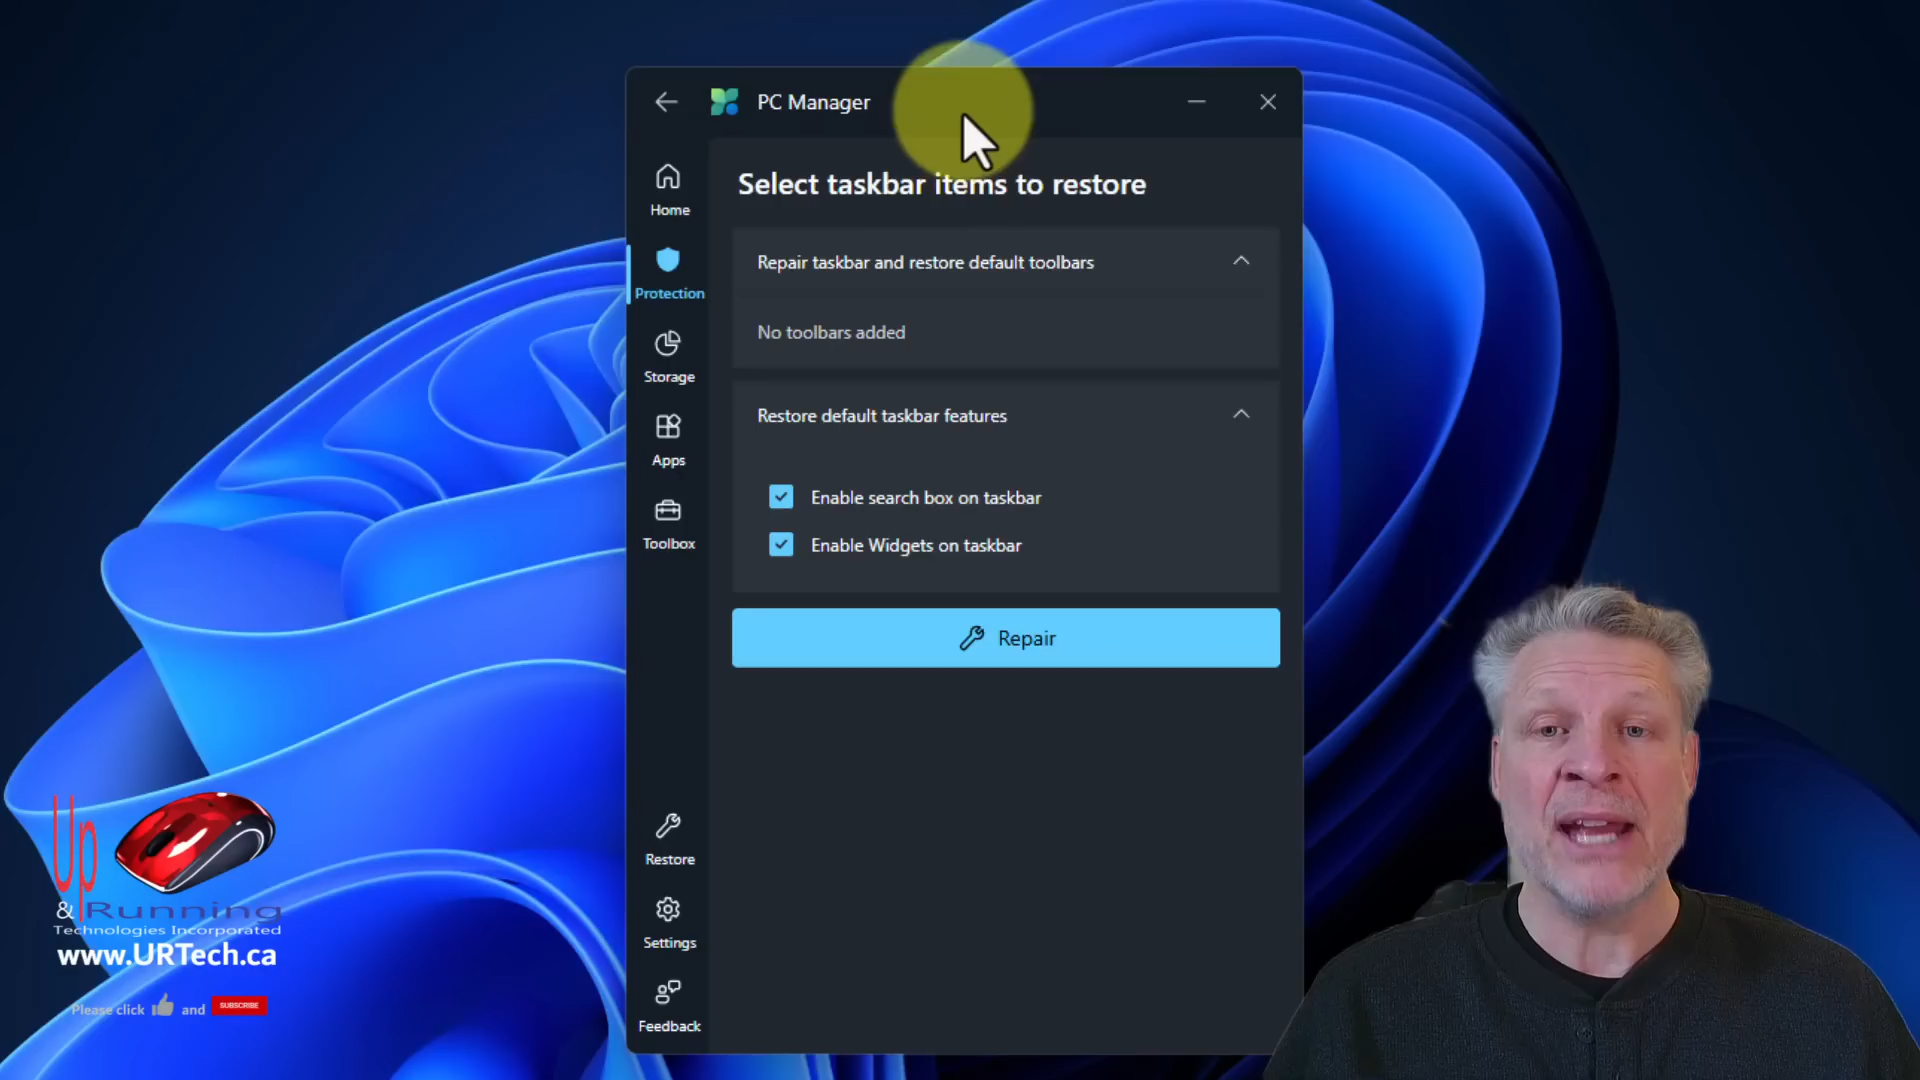 PC Manager
Home
Select taskbar items to restore
Protection
Repair taskbar and restore default toolbars
No toolbars added
Storage
Restore default taskbar features
Apps
Enable search box on taskbar
Toolbox
Enable Widgets on taskbar
Repair
Restore
Settings
Feedback
Up
& Running
Technologies Incorporated
www.URTech.ca
Please click and SUBSCRIBE